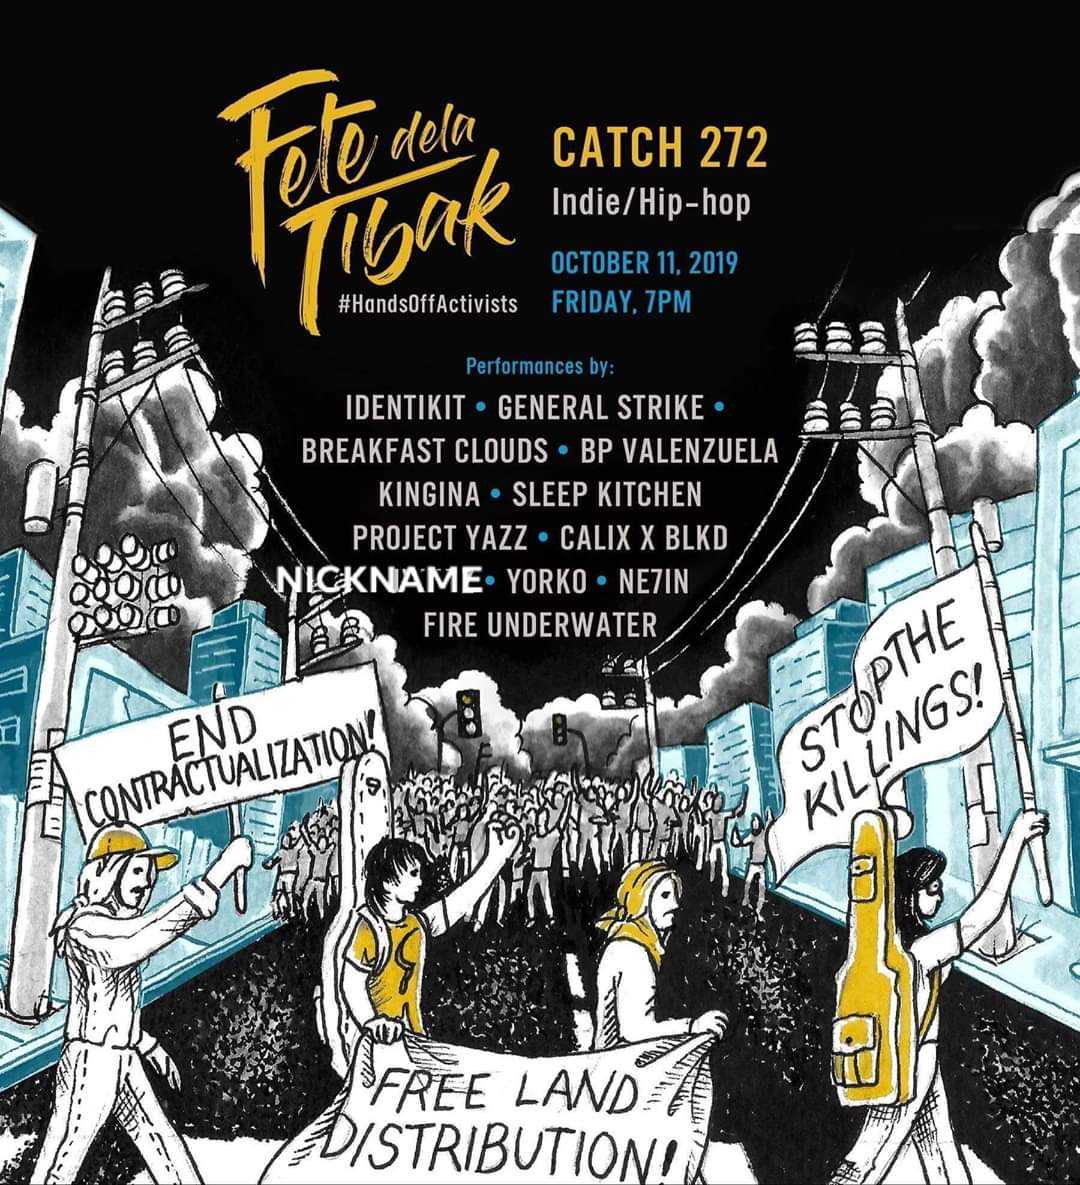 Fete dela
Tibak
#HandsOffActivists
CATCH 272
Indie/Hip-hop
OCTOBER 11, 2019
FRIDAY, 7PM
Performances by:
IDENTIKIT • GENERAL STRIKE •
BREAKFAST CLOUDS • BP VALENZUELA
KINGINA • SLEEP KITCHEN
PROJECT YAZZ • CALIX X BLKD
NICKNAME • YORKO • NE7IN
FIRE UNDERWATER
END
CONTRACTUALIZATION!
STOP THE
KILLINGS!
FREE LAND
DISTRIBUTION!